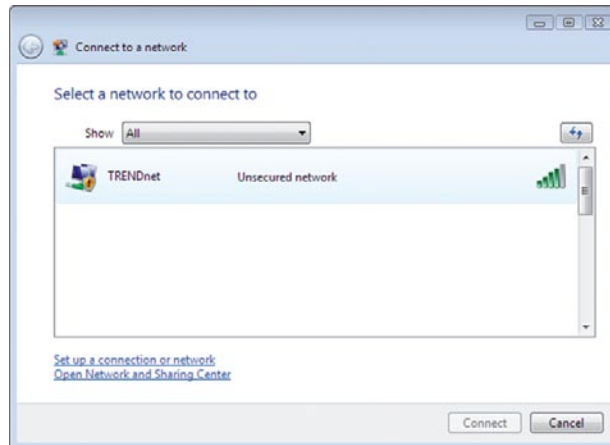 Connect to a network
Select a network to connect to
Show All
TRENDnet Unsecured network
Set up a connection or network
Open Network and Sharing Center
Connect Cancel